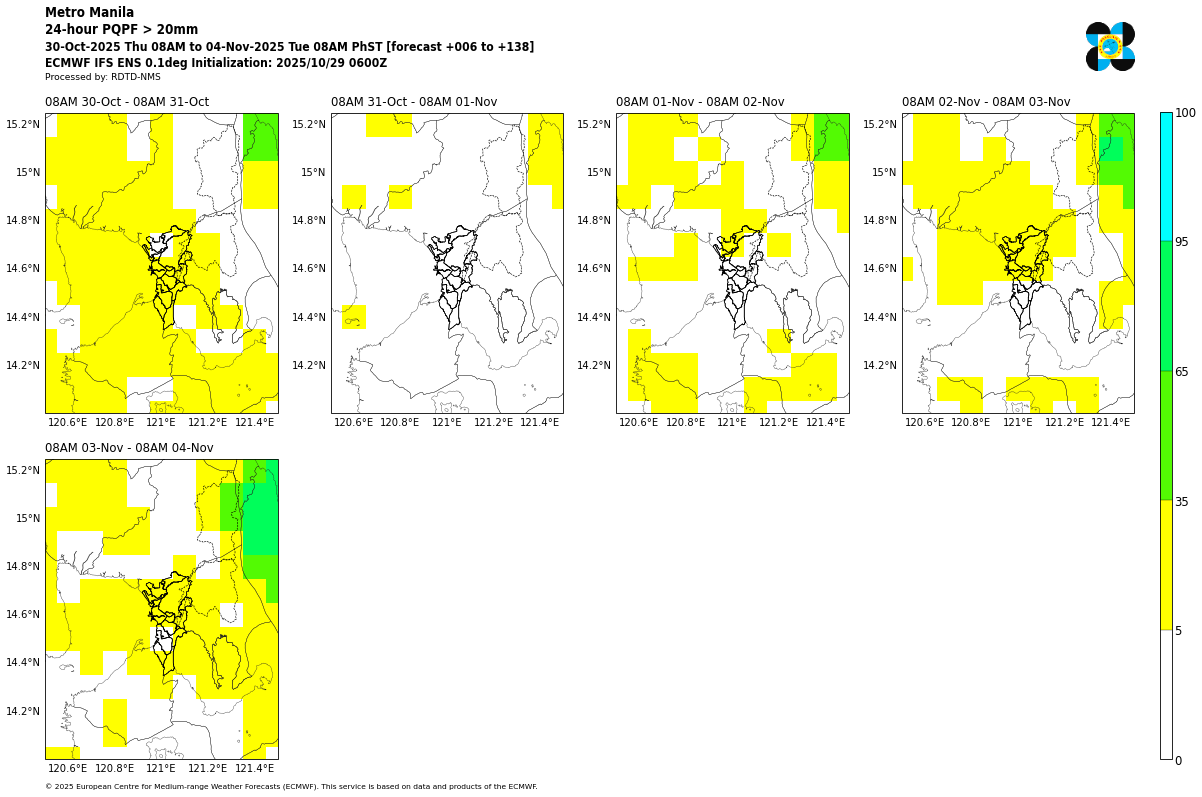 Metro Manila
24-hour PQPF > 20mm
30-Oct-2025 Thu 08AM to 04-Nov-2025 Tue 08AM PhST [forecast +006 to +138]
ECMWF IFS ENS 0.1deg Initialization: 2025/10/29 0600Z
Processed by: RDTD-NMS
08AM 30-Oct - 08AM 31-Oct
08AM 31-Oct - 08AM 01-Nov
08AM 01-Nov - 08AM 02-Nov
08AM 02-Nov - 08AM 03-Nov
15.2°N 15.2°N 15.2°N 15.2°N
15°N 15°N 15°N 15°N
14.8°N 14.8°N 14.8°N 14.8°N
14.6°N 14.6°N 14.6°N 14.6°N
14.4°N 14.4°N 14.4°N 14.4°N
14.2°N 14.2°N 14.2°N 14.2°N
120.6°E 120.8°E 121°E 121.2°E 121.4°E
120.6°E 120.8°E 121°E 121.2°E 121.4°E
120.6°E 120.8°E 121°E 121.2°E 121.4°E
120.6°E 120.8°E 121°E 121.2°E 121.4°E
08AM 03-Nov - 08AM 04-Nov
15.2°N
15°N
14.8°N
14.6°N
14.4°N
14.2°N
120.6°E 120.8°E 121°E 121.2°E 121.4°E
100
95
65
35
5
0
© 2025 European Centre for Medium-range Weather Forecasts (ECMWF). This service is based on data and products of the ECMWF.